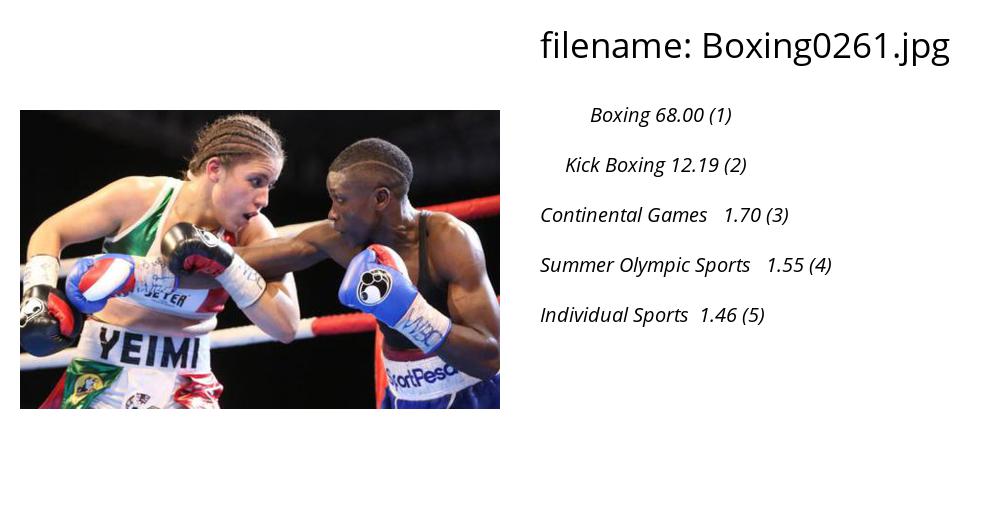 filename: Boxing0261.jpg
Boxing 68.00 (1)
Kick Boxing 12.19 (2)
Continental Games 1.70 (3)
Summer Olympic Sports 1.55 (4)
Individual Sports 1.46 (5)
YEIMI
SportPesa
WBC